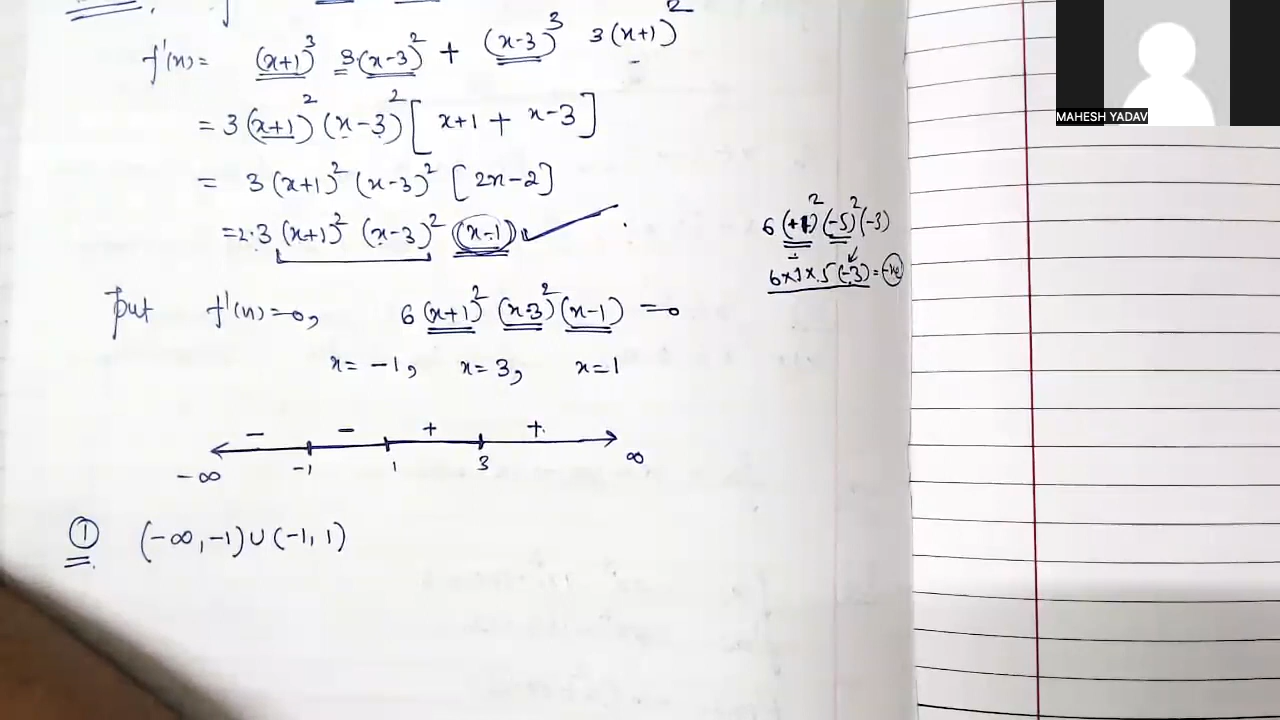 f'(x) = (x+1)³ 3(x-3)² + (x-3)³ 3(x+1)²
= 3(x+1)² (x-3)² [ x+1 + x-3 ]
= 3(x+1)² (x-3)² [2x-2]
= 2·3 (x+1)² (x-3)² (x-1)
Put f'(x)=0, 6(x+1)² (x-3)² (x-1) =0
x= -1, x= 3, x=1
- - + +
-∞ -1 1 3 ∞
① (-∞,-1)∪(-1,1)
6(-1)²(-5)²(-3)
6×1×5(-3) = -ve
MAHESH YADAV